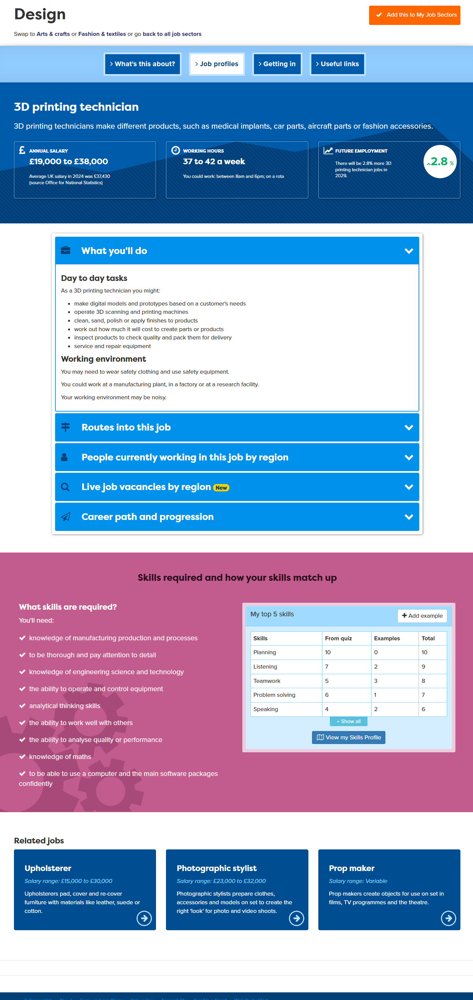 Design
Add this to My Job Sectors
Swap to Arts & crafts or Fashion & textiles or go back to all job sectors
What's this about?
Job profiles
Getting in
Useful links
3D printing technician
3D printing technicians make different products, such as medical implants, car parts, aircraft parts or fashion accessories.
£ ANNUAL SALARY
£19,000 to £38,000
Average UK salary in 2024 was £37,430
(source Office for National Statistics)
WORKING HOURS
37 to 42 a week
You could work: between 8am and 6pm; on a rota
FUTURE EMPLOYMENT
There will be 2.8% more 3D
printing technician jobs in
2029.
2.8 %
What you'll do
Day to day tasks
As a 3D printing technician you might:
• make digital models and prototypes based on a customer's needs
• operate 3D scanning and printing machines
• clean, sand, polish or apply finishes to products
• work out how much it will cost to create parts or products
• inspect products to check quality and pack them for delivery
• service and repair equipment
Working environment
You may need to wear safety clothing and use safety equipment.
You could work at a manufacturing plant, in a factory or at a research facility.
Your working environment may be noisy.
Routes into this job
People currently working in this job by region
Live job vacancies by region New
Career path and progression
Skills required and how your skills match up
What skills are required?
You'll need:
knowledge of manufacturing production and processes
to be thorough and pay attention to detail
knowledge of engineering science and technology
the ability to operate and control equipment
analytical thinking skills
the ability to work well with others
the ability to analyse quality or performance
knowledge of maths
to be able to use a computer and the main software packages
confidently
My top 5 skills
Add example
Skills From quiz Examples Total
Planning 10 0 10
Listening 7 2 9
Teamwork 5 3 8
Problem solving 6 1 7
Speaking 4 2 6
Show all
View my Skills Profile
Related jobs
Upholsterer
Salary range: £15,000 to £30,000
Upholsterers pad, cover and re-cover
furniture with materials like leather, suede or
cotton.
Photographic stylist
Salary range: £23,000 to £32,000
Photographic stylists prepare clothes,
accessories and models on set to create the
right 'look' for photo and video shoots.
Prop maker
Salary range: Variable
Prop makers create objects for use on set in
films, TV programmes and the theatre.